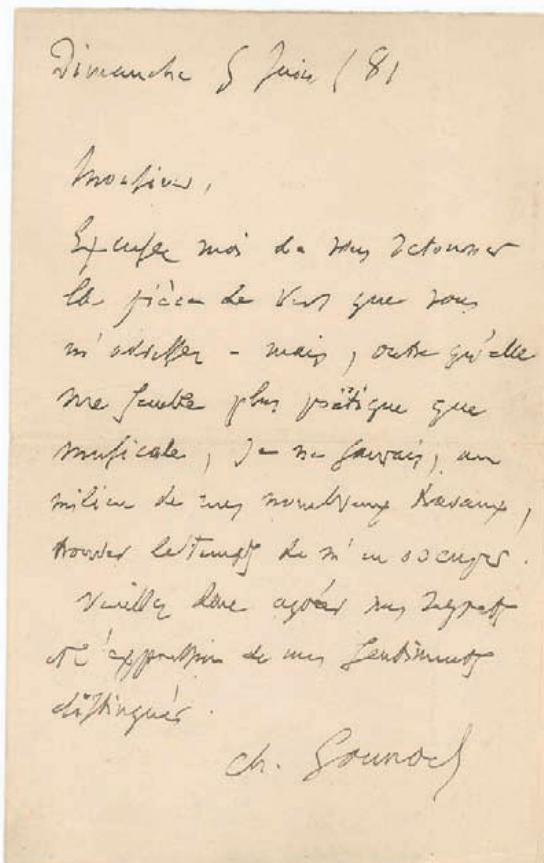 Dimanche 5 Juin /81
Monsieur,
Excusez moi de vous retourner
la pièce de vers que vous
m'adressez - mais, outre qu'elle
me semble plus poëtique que
musicale, je ne saurais, au
milieu de mes nombreux travaux,
trouver le temps de m'en occuper.
Veuillez donc agréer mes regrets
et l'expression de mes sentiments
distingués.
Ch. Gounod